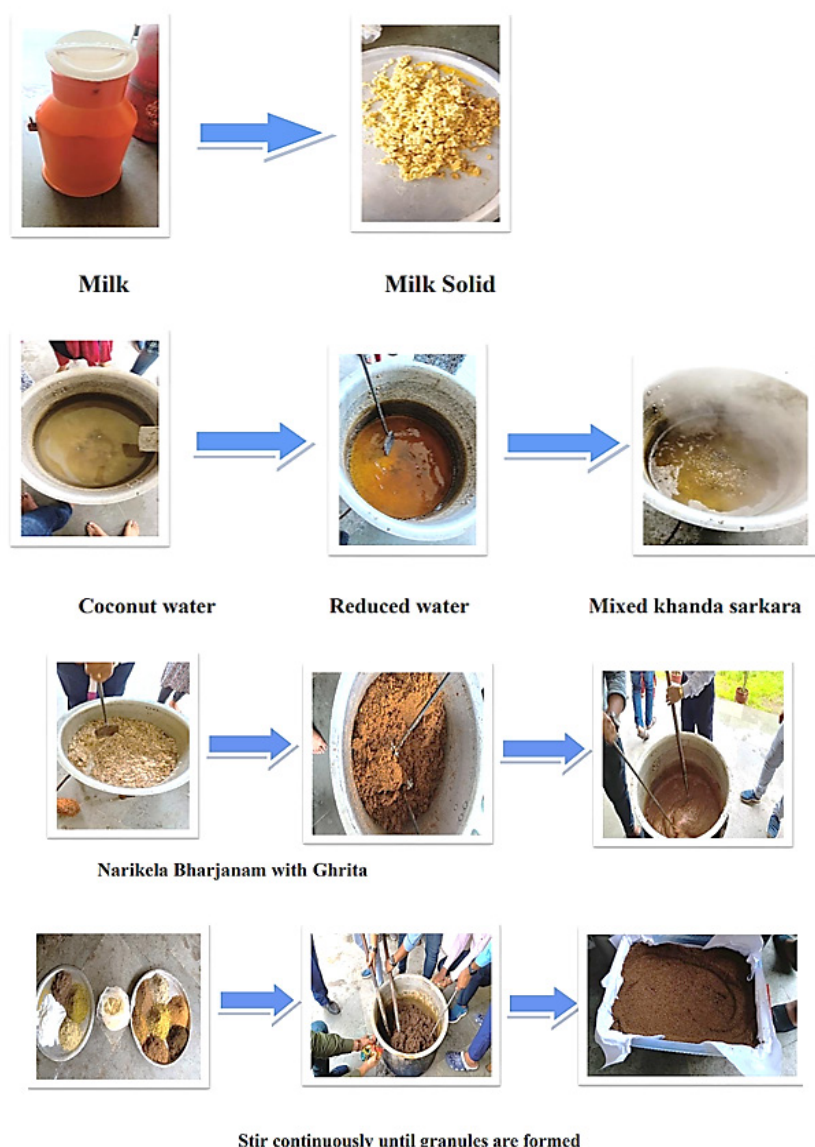 Milk
Milk Solid
Coconut water
Reduced water
Mixed khanda sarkara
Narikela Bharjanam with Ghrita
Stir continuously until granules are formed